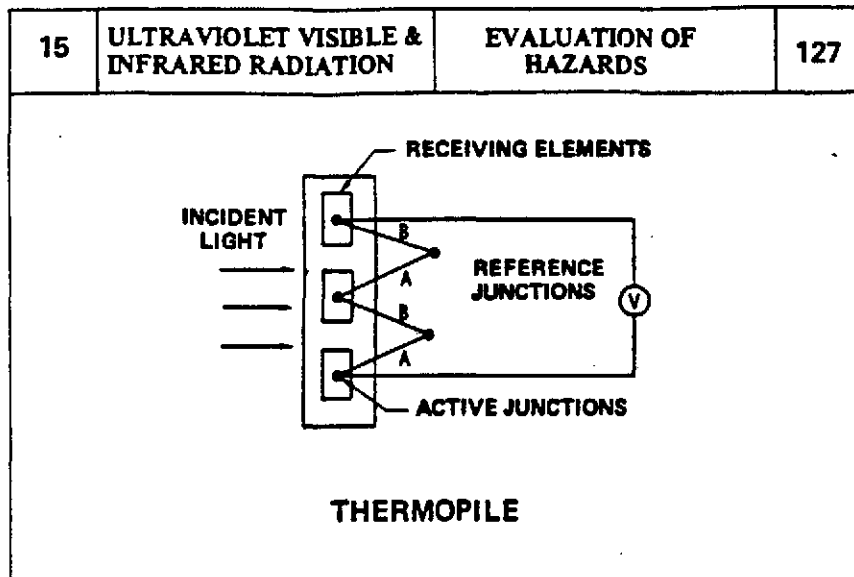 15
ULTRAVIOLET VISIBLE &
INFRARED RADIATION
EVALUATION OF
HAZARDS
127
RECEIVING ELEMENTS
INCIDENT
LIGHT
B
A
REFERENCE
JUNCTIONS
V
B
A
ACTIVE JUNCTIONS
THERMOPILE